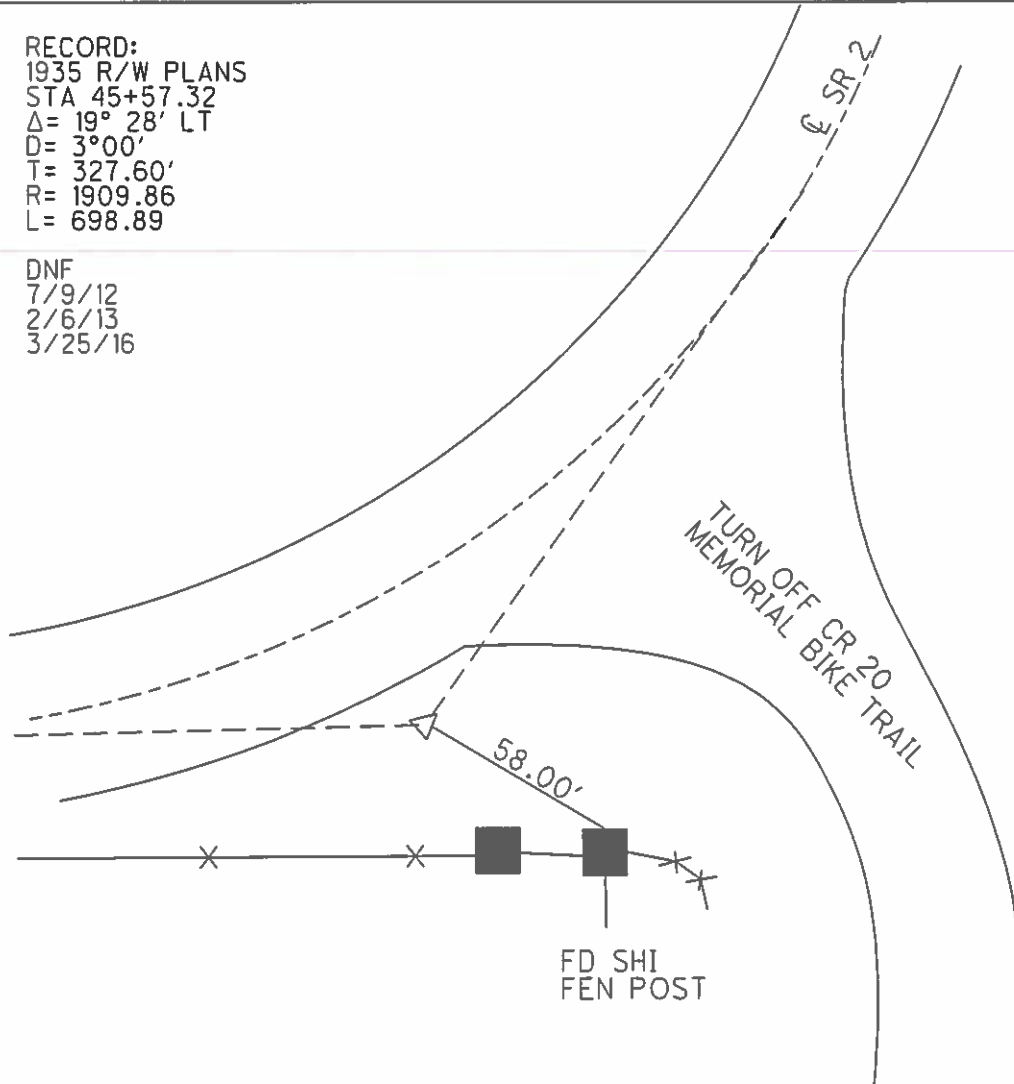 RECORD:
1935 R/W PLANS
STA 45+57.32
Δ= 19° 28' LT
D= 3°00'
T= 327.60'
R= 1909.86
L= 698.89
DNF
7/9/12
2/6/13
3/25/16
℄ SR 2
TURN OFF CR 20
MEMORIAL BIKE TRAIL
58.00'
FD SHI
FEN POST